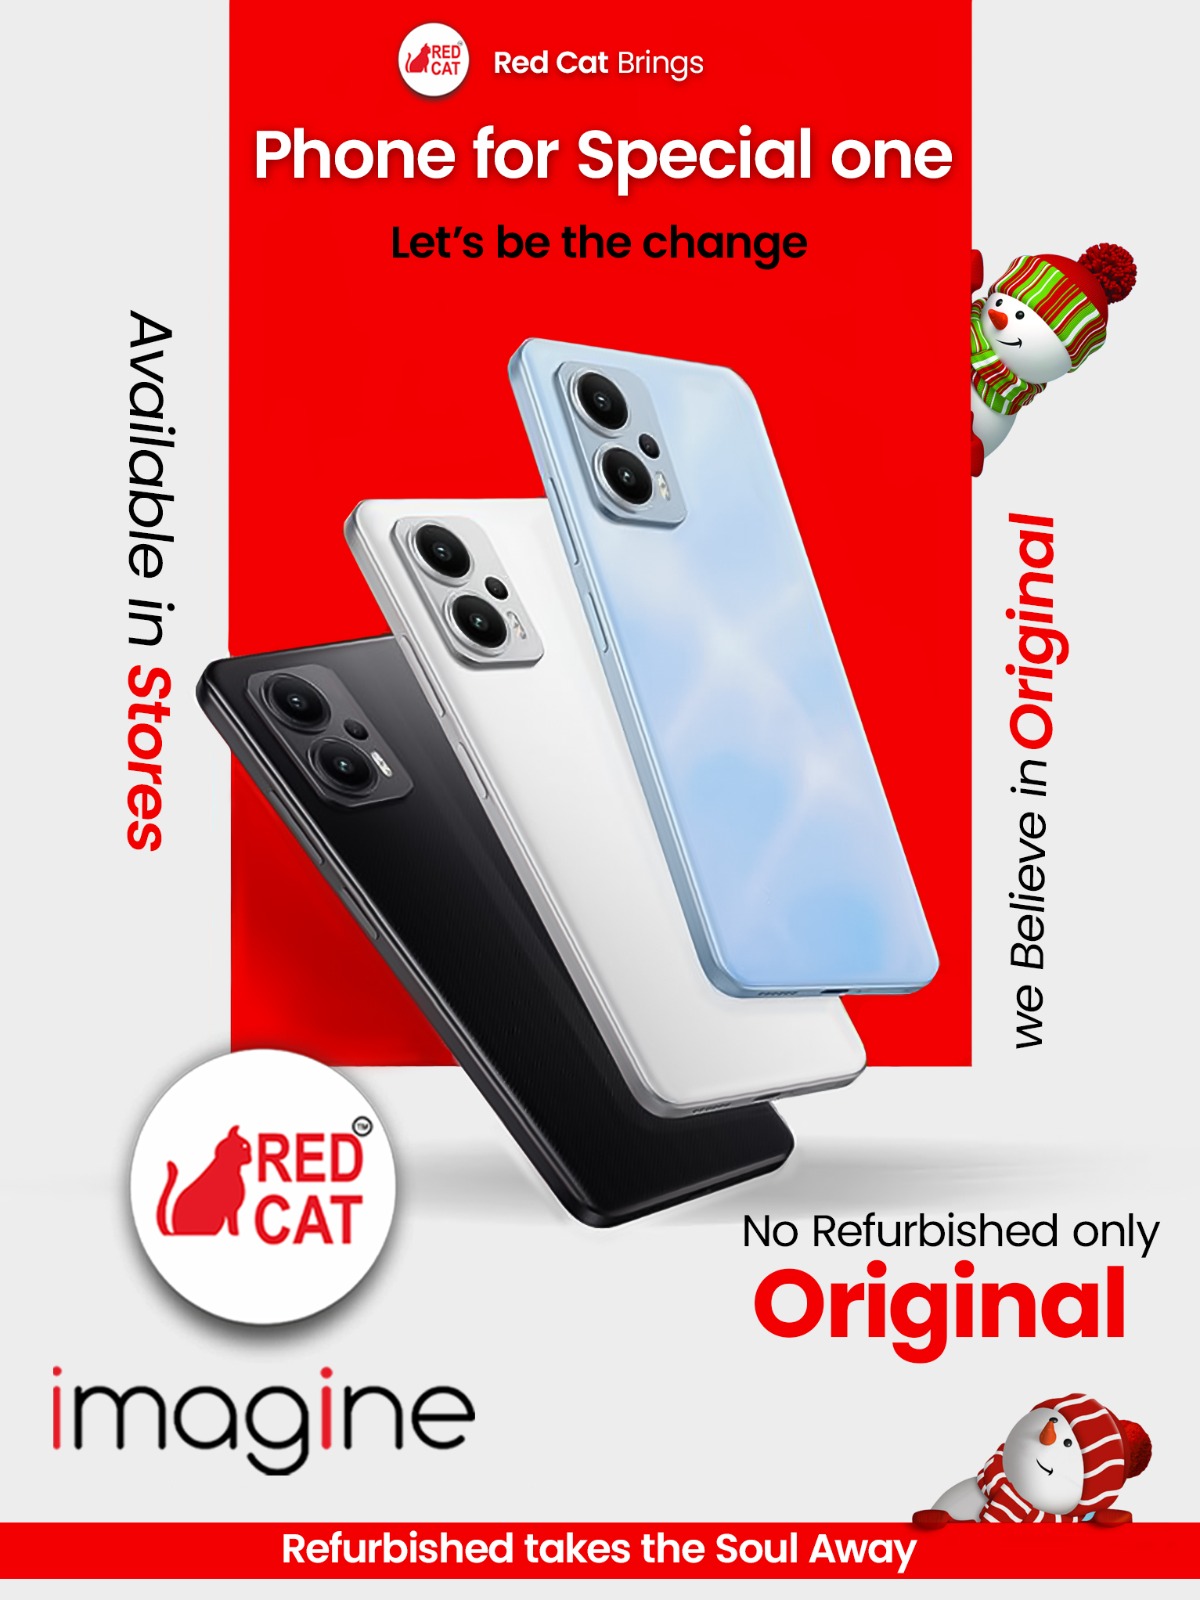 RED
CAT
Red Cat Brings
Phone for Special one
Let's be the change
Available in Stores
we Believe in Original
RED
CAT
TM
No Refurbished only
Original
imagine
Refurbished takes the Soul Away